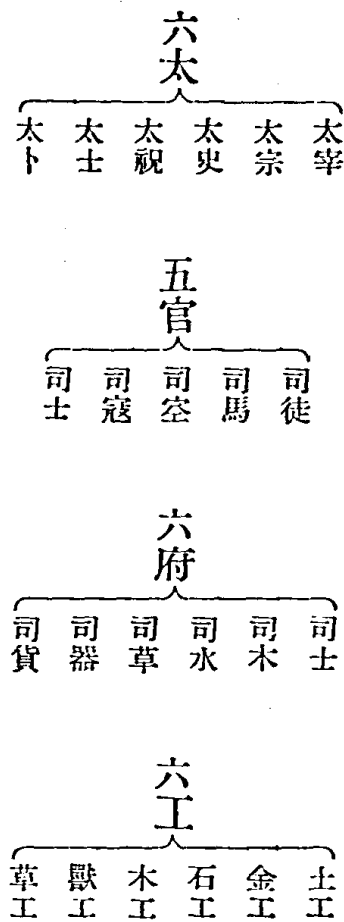 六太
太宰
太宗
太史
太祝
太士
太卜
五官
司徒
司馬
司空
司寇
司士
六府
司士
司木
司水
司草
司器
司貨
六工
土工
金工
石工
木工
獸工
草工